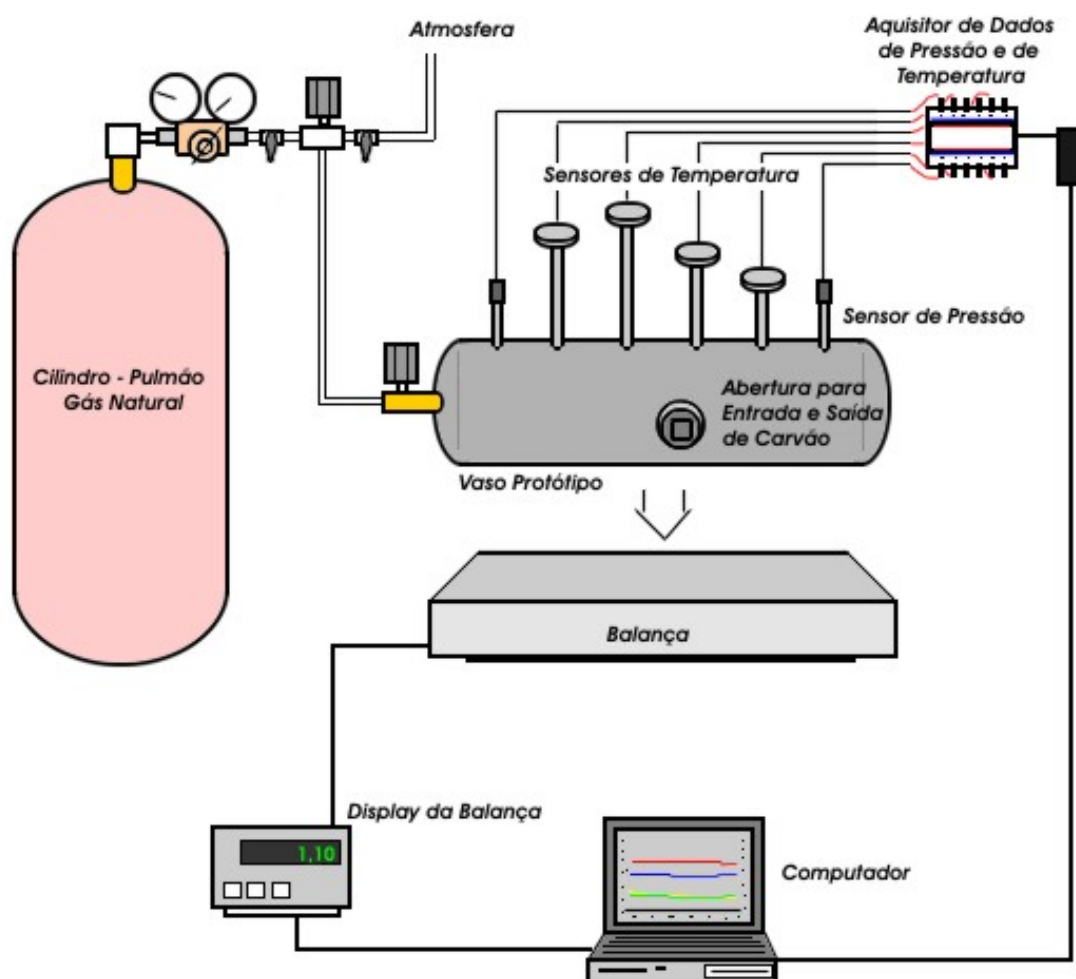 Atmosfera
Aquisitor de Dados
de Pressão e de
Temperatura
Sensores de Temperatura
Sensor de Pressão
Cilindro - Pulmão
Gás Natural
Abertura para
Entrada e Saída
de Carvão
Vaso Protótipo
Balança
Display da Balança
1,10
Computador